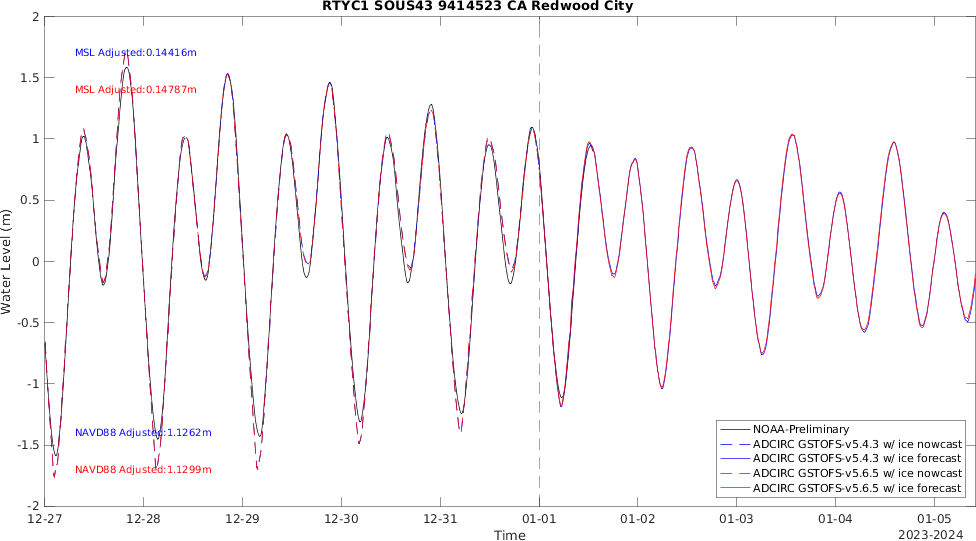 RTYC1 SOUS43 9414523 CA Redwood City
2
1.5
1
0.5
0
-0.5
-1
-1.5
-2
Water Level (m)
MSL Adjusted:0.14416m
MSL Adjusted:0.14787m
NAVD88 Adjusted:1.1262m
NAVD88 Adjusted:1.1299m
NOAA-Preliminary
ADCIRC GSTOFS-v5.4.3 w/ ice nowcast
ADCIRC GSTOFS-v5.4.3 w/ ice forecast
ADCIRC GSTOFS-v5.6.5 w/ ice nowcast
ADCIRC GSTOFS-v5.6.5 w/ ice forecast
12-27 12-28 12-29 12-30 12-31 01-01 01-02 01-03 01-04 01-05
Time
2023-2024